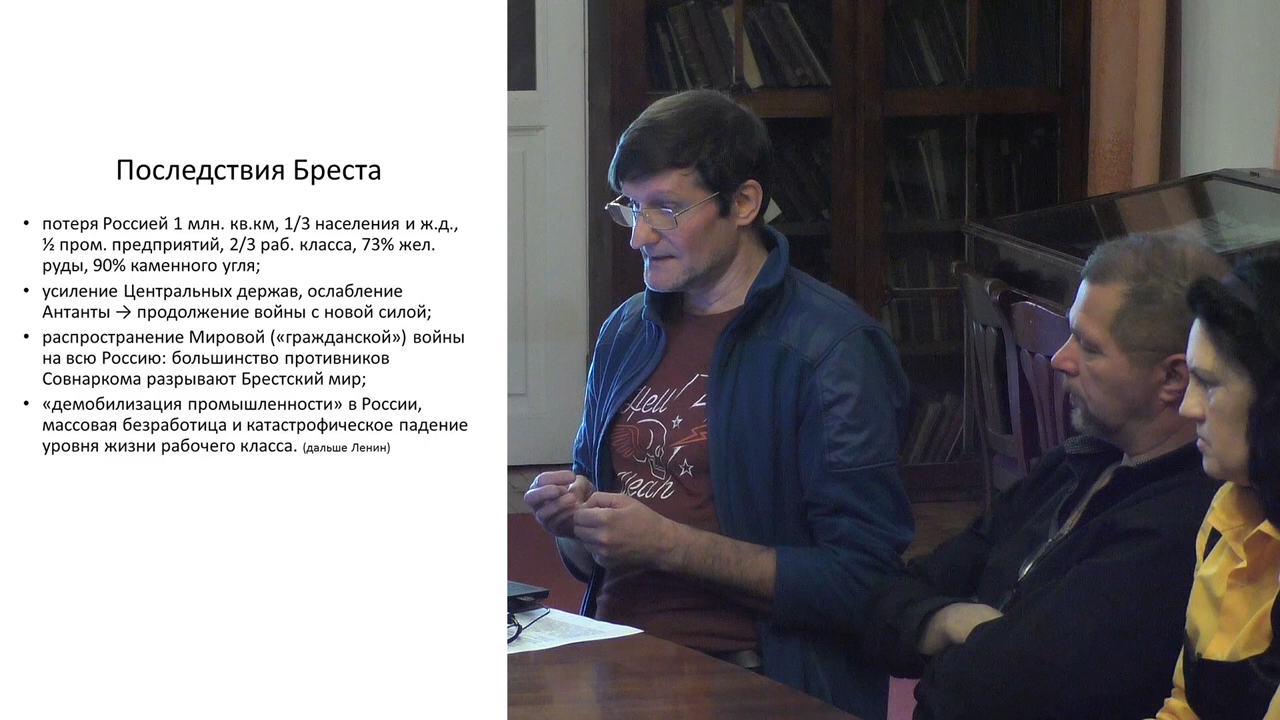 Последствия Бреста
• потеря Россией 1 млн. кв.км, 1/3 населения и ж.д.,
½ пром. предприятий, 2/3 раб. класса, 73% жел.
руды, 90% каменного угля;
• усиление Центральных держав, ослабление
Антанты → продолжение войны с новой силой;
• распространение Мировой («гражданской») войны
на всю Россию: большинство противников
Совнаркома разрывают Брестский мир;
• «демобилизация промышленности» в России,
массовая безработица и катастрофическое падение
уровня жизни рабочего класса. (дальше Ленин)
Hell
Yeah